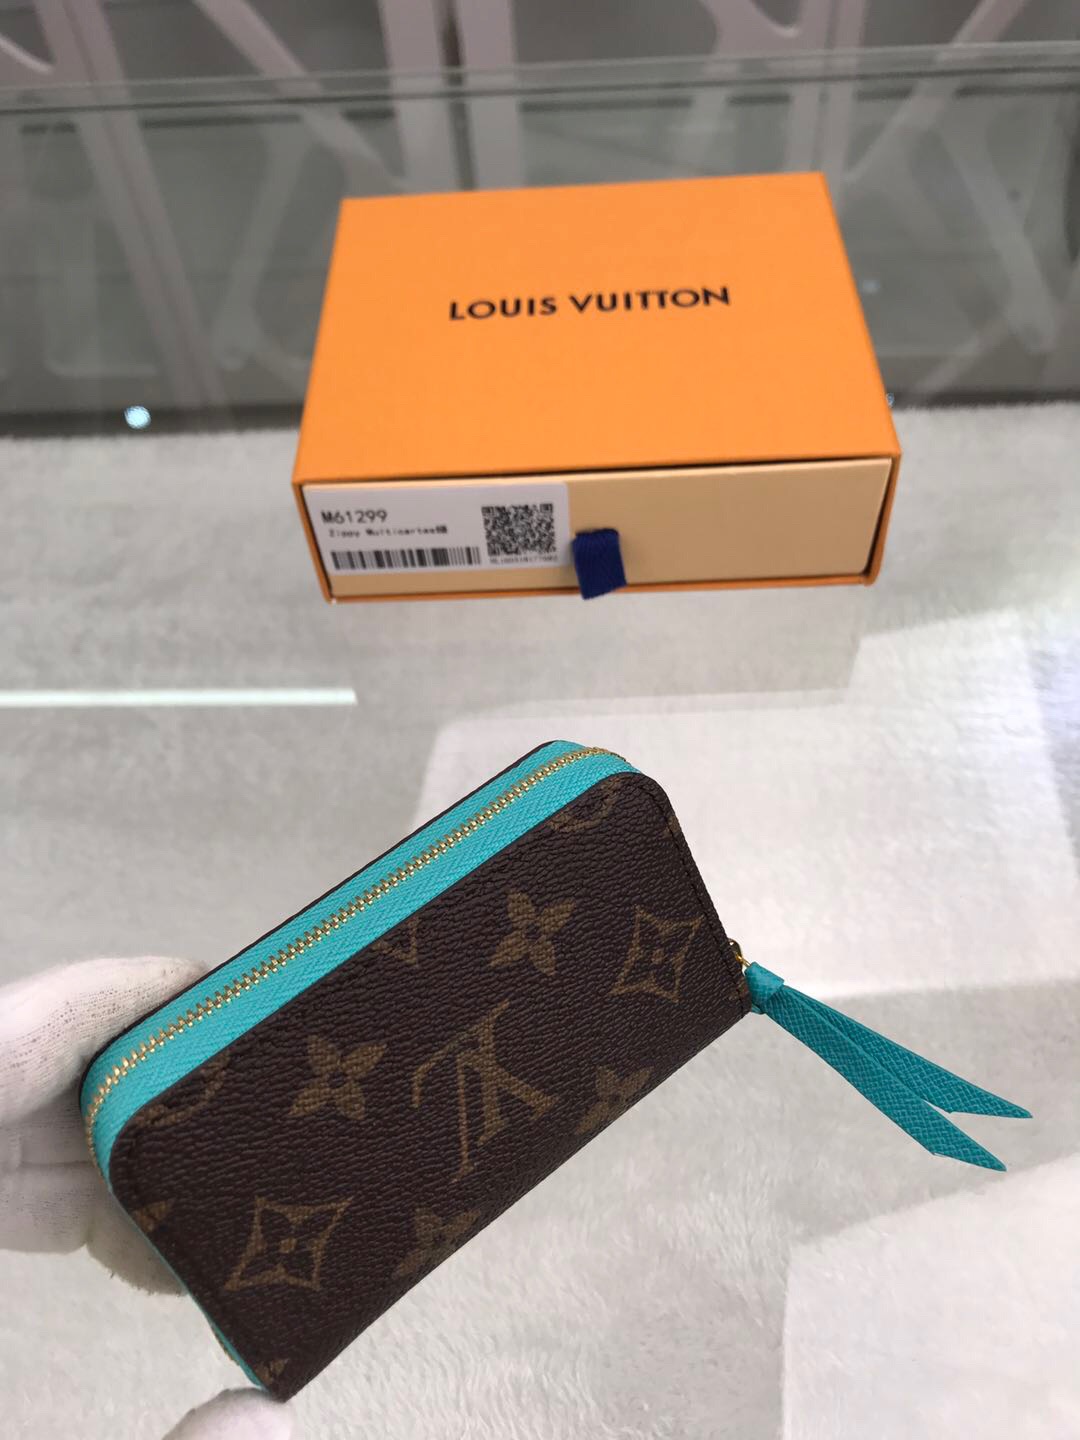 LOUIS VUITTON
M61299
Zippy Multicartes